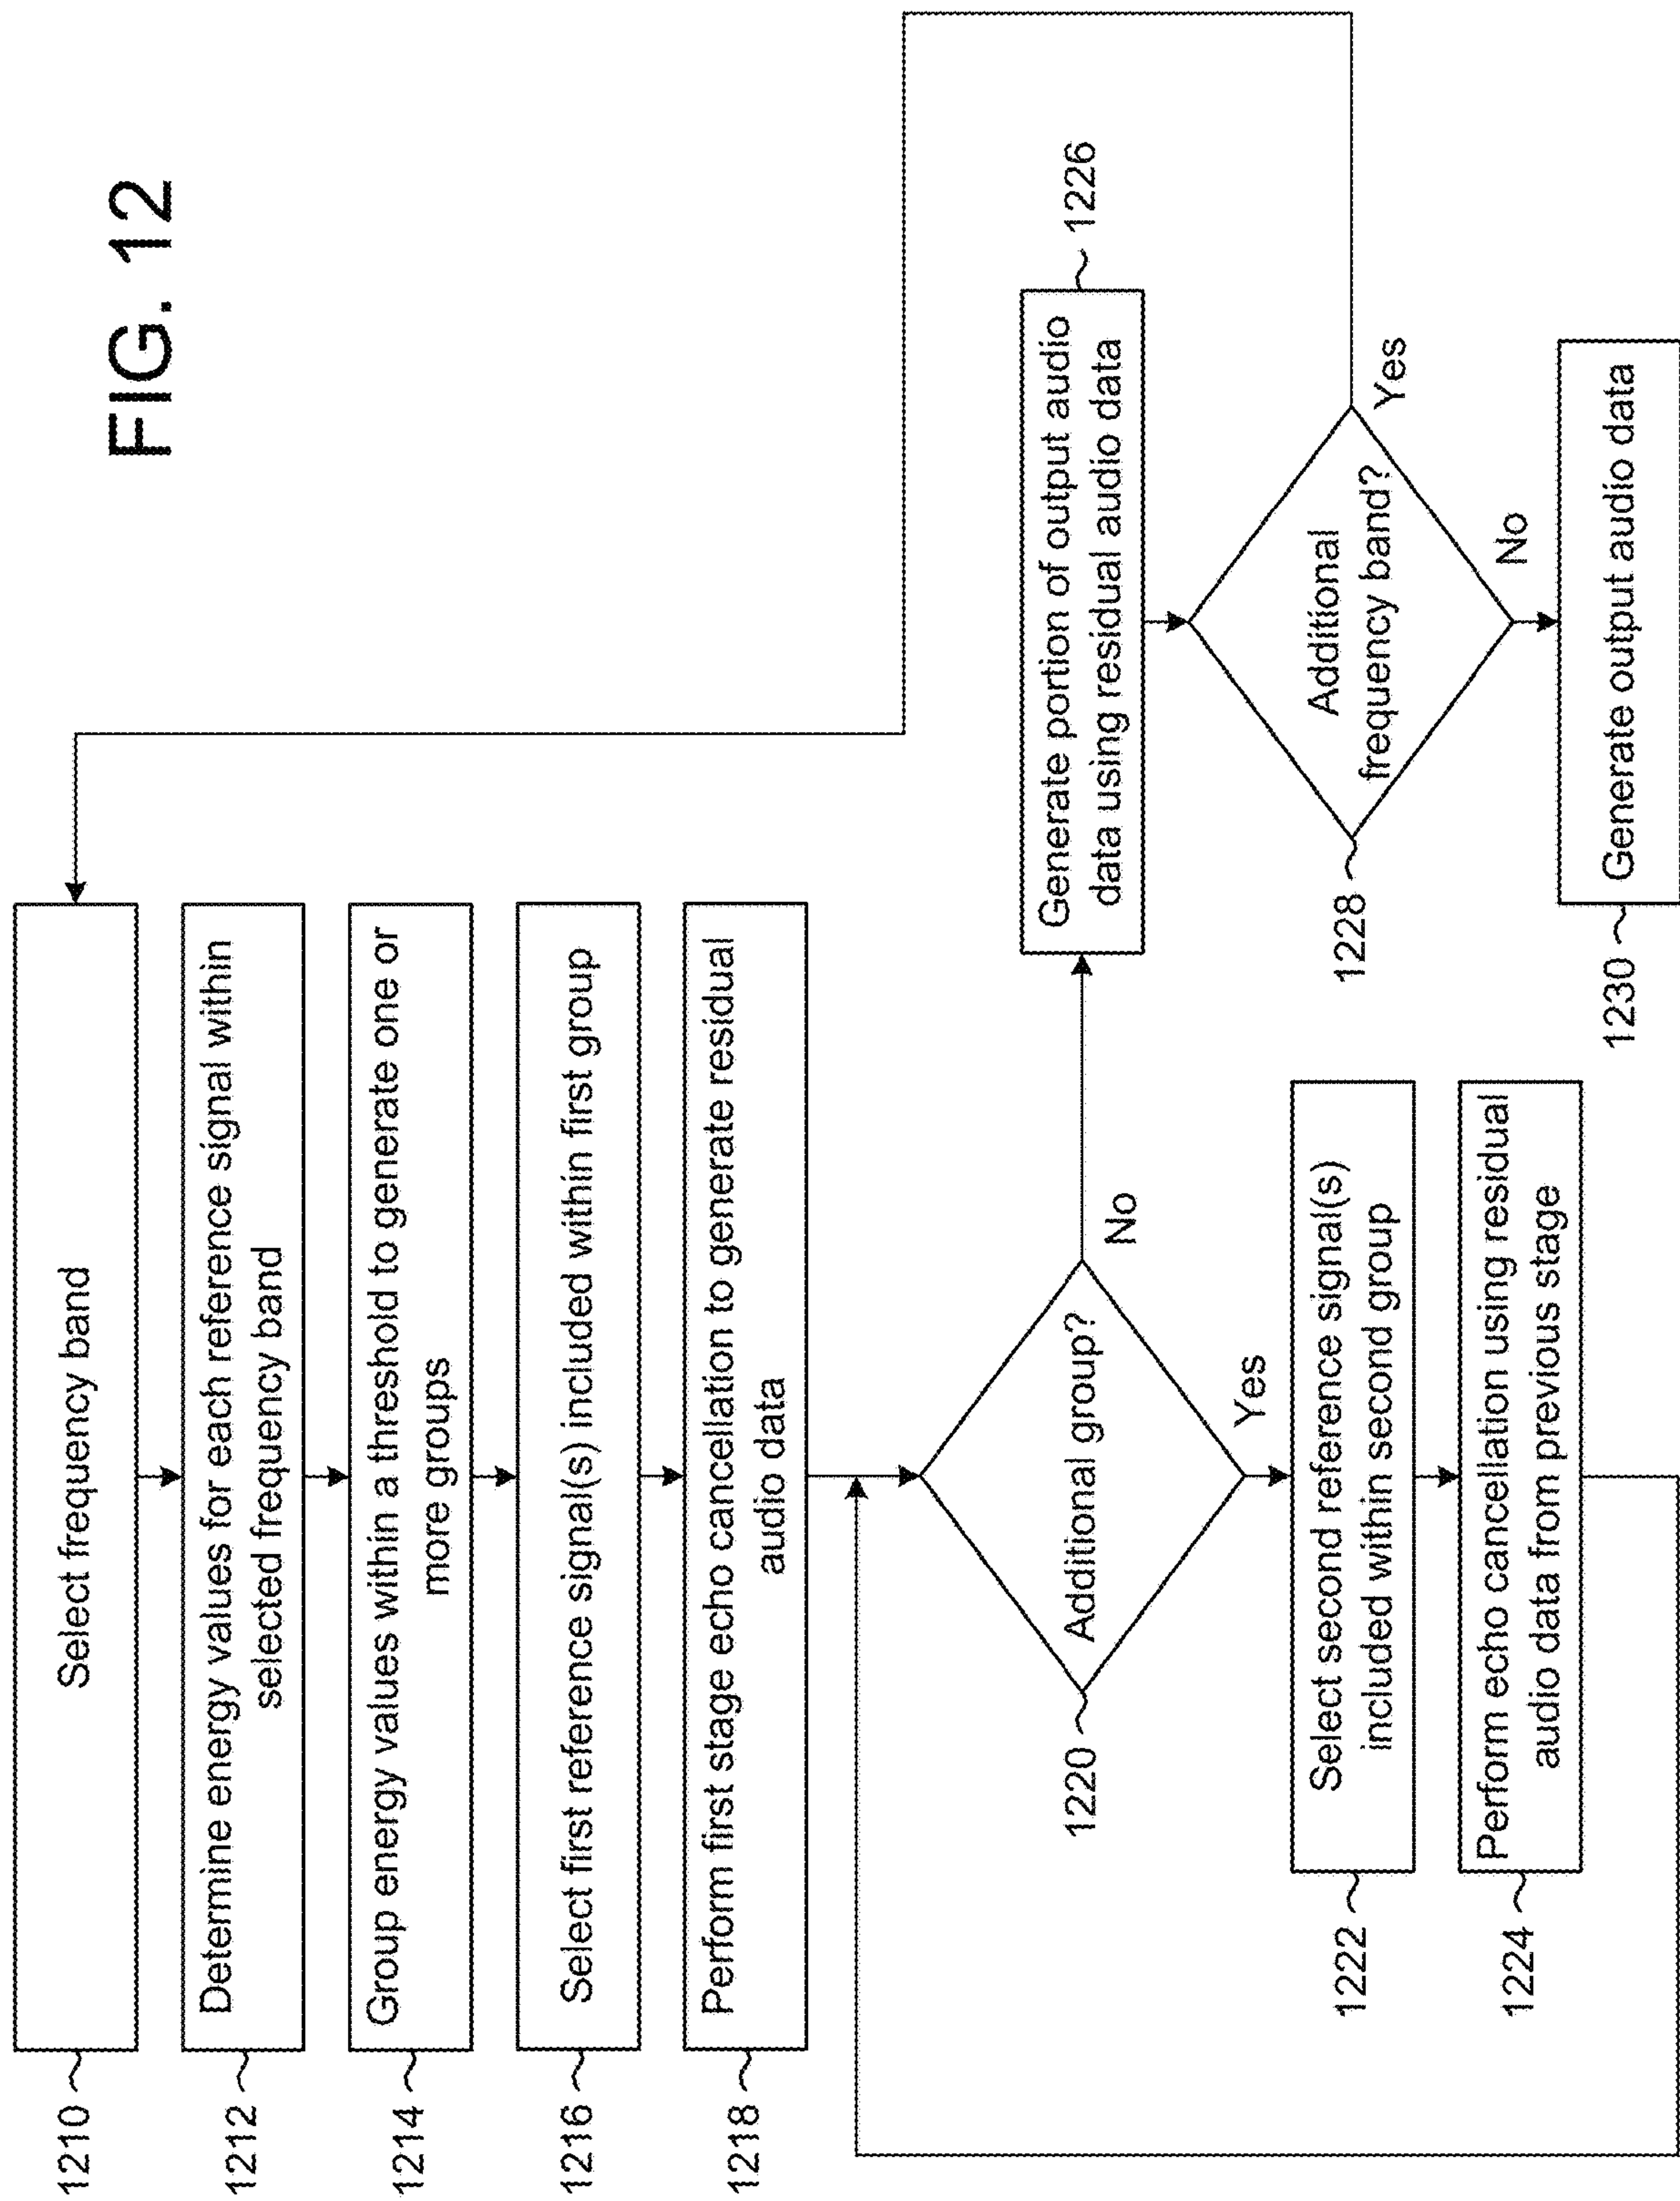 FIG. 12
1210
Select frequency band
1212
Determine energy values for each reference signal within
selected frequency band
1214
Group energy values within a threshold to generate one or
more groups
1216
Select first reference signal(s) included within first group
1218
Perform first stage echo cancellation to generate residual
audio data
1220
Additional group?
No
Yes
1222
Select second reference signal(s)
included within second group
1224
Perform echo cancellation using residual
audio data from previous stage
1226
Generate portion of output audio
data using residual audio data
1228
Additional
frequency band?
Yes
No
1230
Generate output audio data